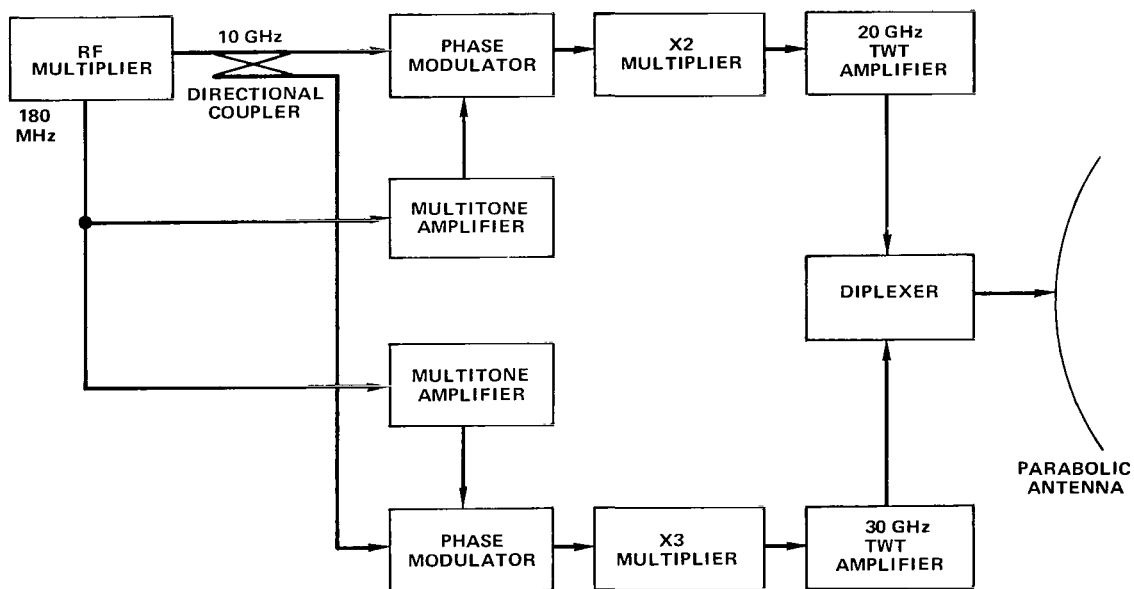 RF
MULTIPLIER
10 GHz
DIRECTIONAL
COUPLER
180
MHz
PHASE
MODULATOR
X2
MULTIPLIER
20 GHz
TWT
AMPLIFIER
MULTITONE
AMPLIFIER
DIPLEXER
MULTITONE
AMPLIFIER
PARABOLIC
ANTENNA
PHASE
MODULATOR
X3
MULTIPLIER
30 GHz
TWT
AMPLIFIER